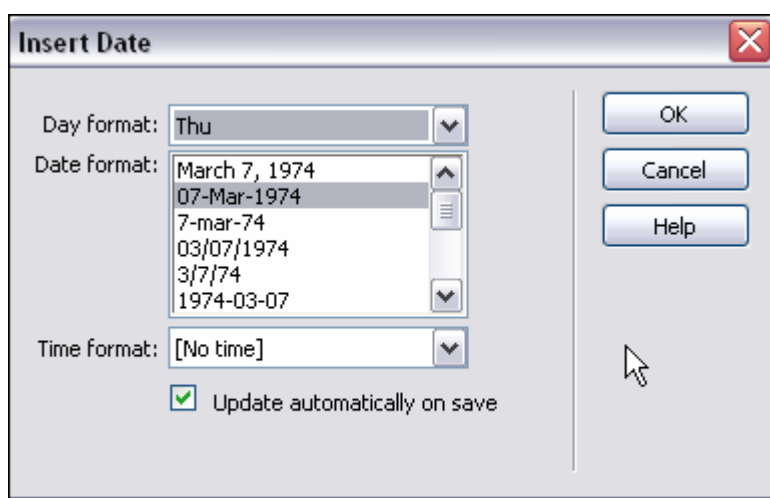 Insert Date
Day format: Thu
Date format: March 7, 1974
07-Mar-1974
7-mar-74
03/07/1974
3/7/74
1974-03-07
Time format: [No time]
Update automatically on save
OK
Cancel
Help